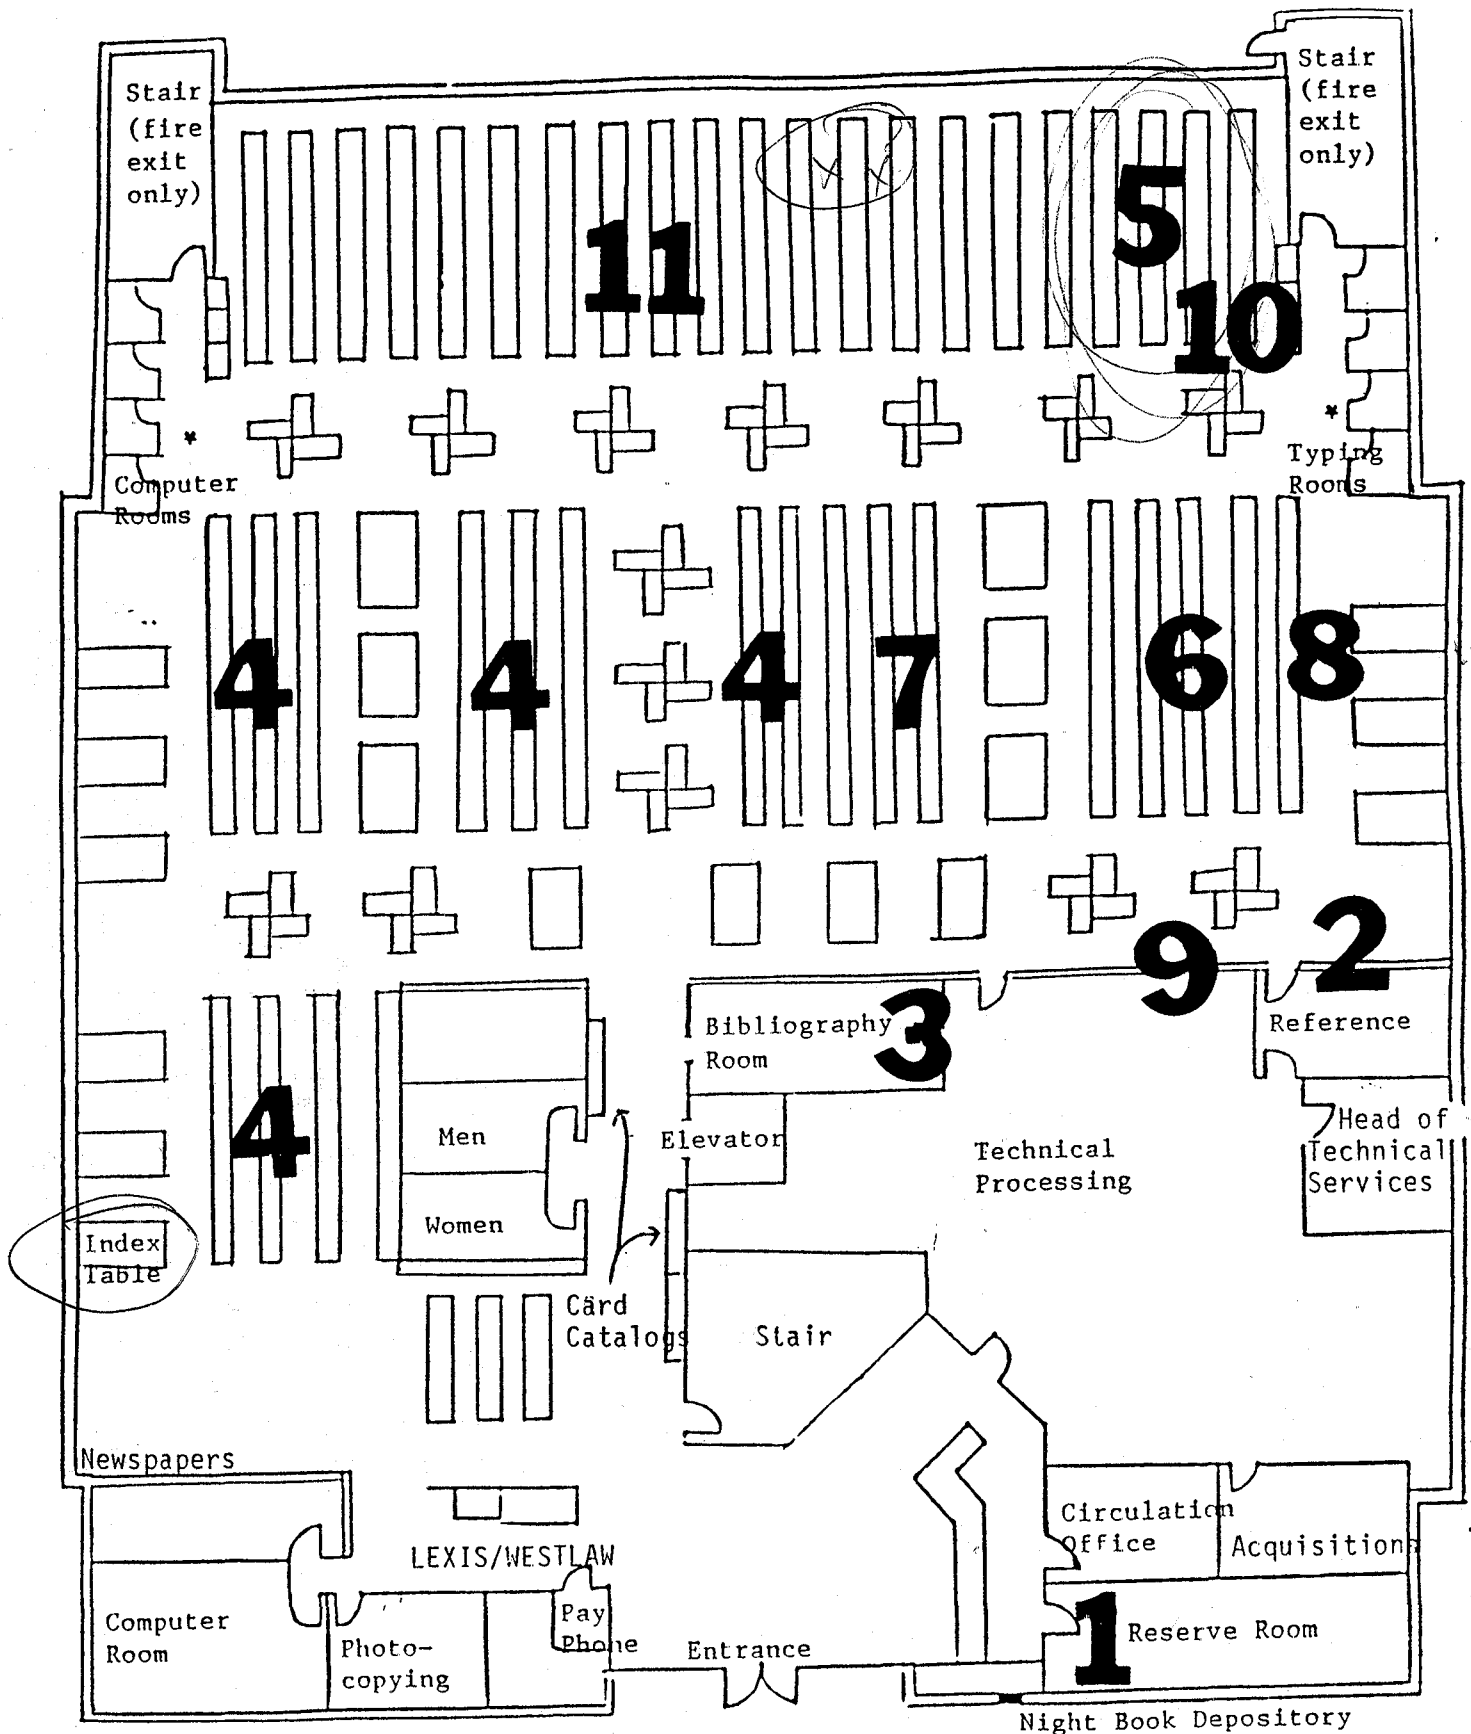 Stair
(fire
exit
only)
Stair
(fire
exit
only)
5
11
10
*
*
Computer
Rooms
Typing
Rooms
4
4
4
7
6
8
9
2
Bibliography
Room
3
Reference
4
Men
Elevator
Technical
Processing
Head of
Technical
Services
Women
Index
Table
Card
Catalogs
Stair
Newspapers
LEXIS/WESTLAW
Circulation
Office
Acquisitions
Computer
Room
Photo-
copying
Pay
Phone
Entrance
1
Reserve Room
Night Book Depository